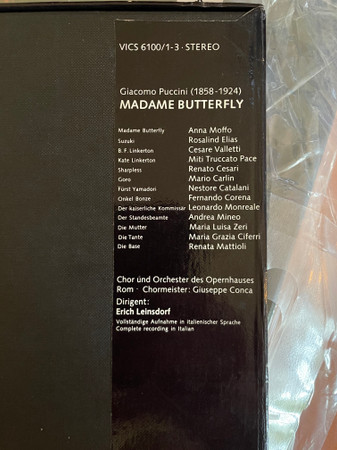 VICS 6100/1-3 · STEREO
Giacomo Puccini (1858-1924)
MADAME BUTTERFLY
Madame Butterfly Anna Moffo
Suzuki Rosalind Elias
B. F. Linkerton Cesare Valletti
Kate Linkerton Miti Truccato Pace
Sharpless Renato Cesari
Goro Mario Carlin
Fürst Yamadori Nestore Catalani
Onkel Bonze Fernando Corena
Der kaiserliche Kommissär Leonardo Monreale
Der Standesbeamte Andrea Mineo
Die Mutter Maria Luisa Zeri
Die Tante Maria Grazia Ciferri
Die Base Renata Mattioli
Chor und Orchester des Opernhauses
Rom · Chormeister: Giuseppe Conca
Dirigent:
Erich Leinsdorf
Vollständige Aufnahme in italienischer Sprache
Complete recording in Italian